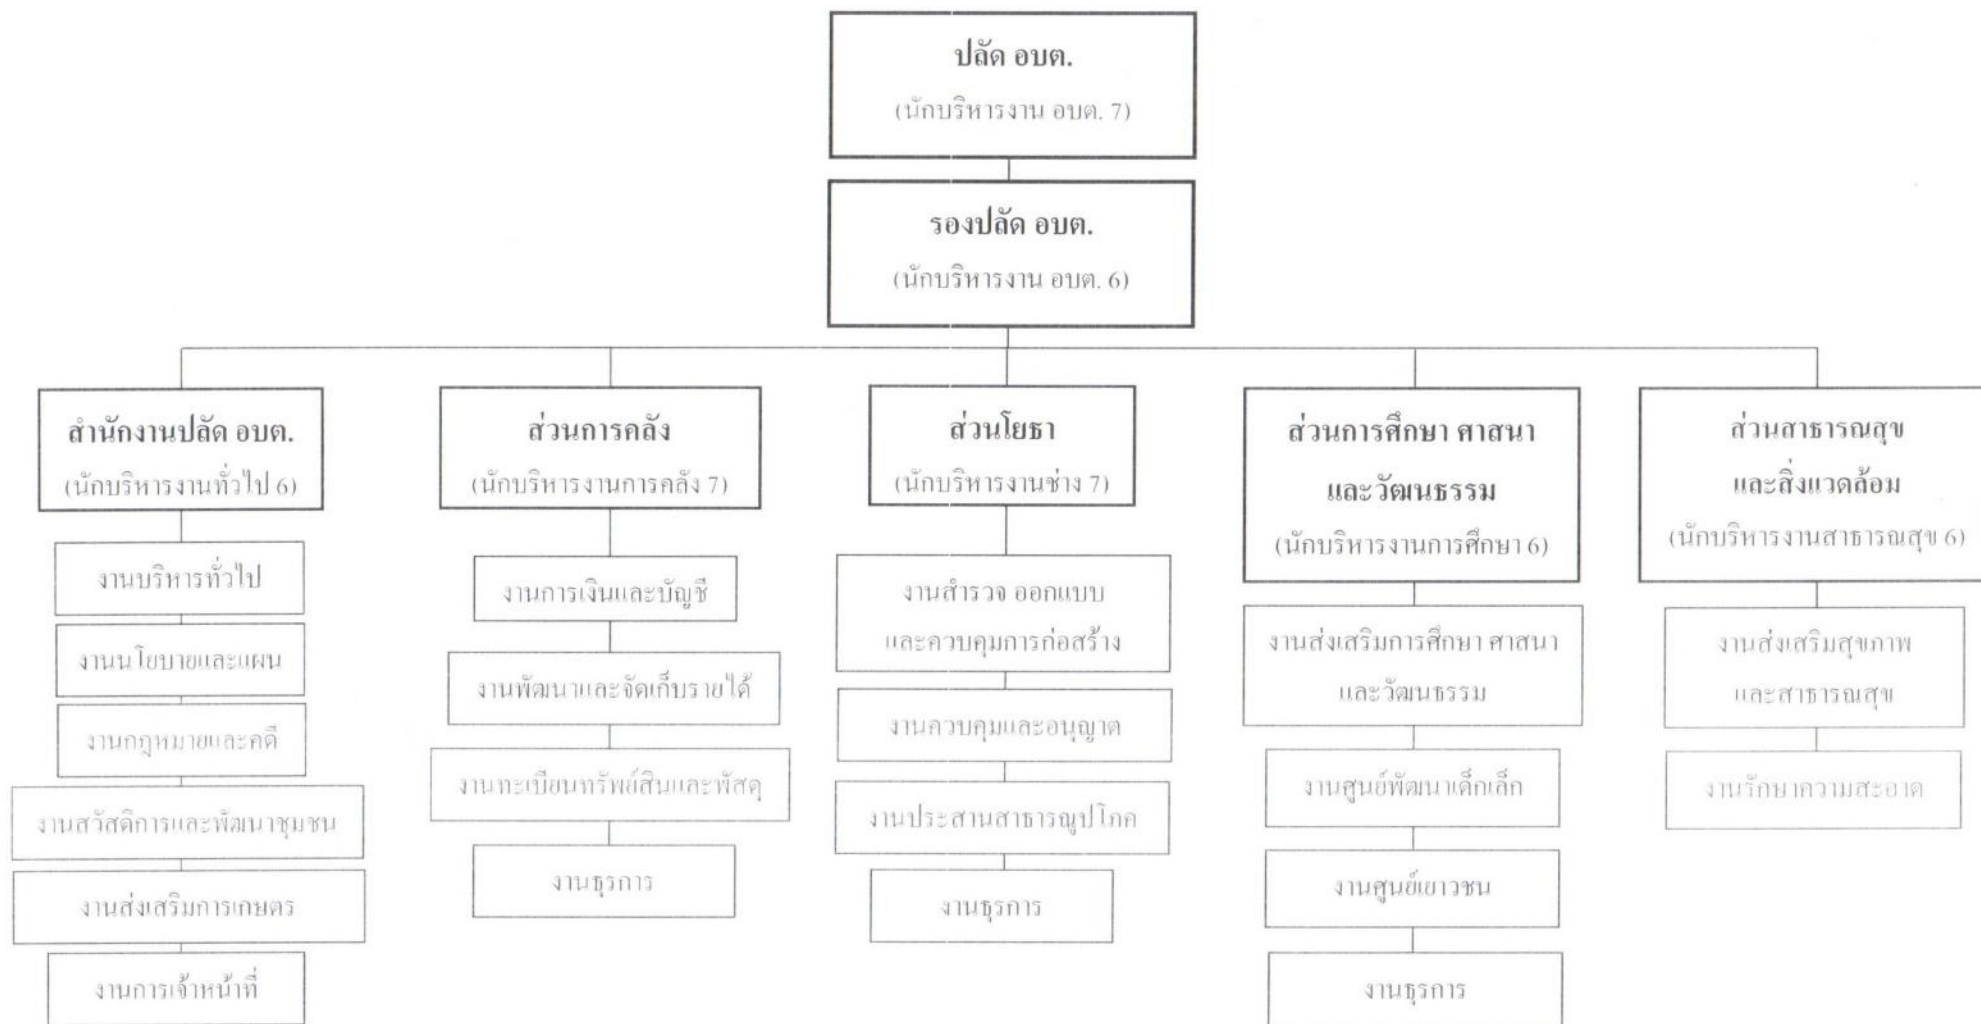 ปลัด อบต.
(นักบริหารงาน อบต. 7)
รองปลัด อบต.
(นักบริหารงาน อบต. 6)
สำนักงานปลัด อบต.
(นักบริหารงานทั่วไป 6)
งานบริหารทั่วไป
งานนโยบายและแผน
งานกฎหมายและคดี
งานสวัสดิการและพัฒนาชุมชน
งานส่งเสริมการเกษตร
งานการเจ้าหน้าที่
ส่วนการคลัง
(นักบริหารงานการคลัง 7)
งานการเงินและบัญชี
งานพัฒนาและจัดเก็บรายได้
งานทะเบียนทรัพย์สินและพัสดุ
งานธุรการ
ส่วนโยธา
(นักบริหารงานช่าง 7)
งานสำรวจ ออกแบบ
และควบคุมการก่อสร้าง
งานควบคุมและอนุญาต
งานประสานสาธารณูปโภค
งานธุรการ
ส่วนการศึกษา ศาสนา
และวัฒนธรรม
(นักบริหารงานการศึกษา 6)
งานส่งเสริมการศึกษา ศาสนา
และวัฒนธรรม
งานศูนย์พัฒนาเด็กเล็ก
งานศูนย์เยาวชน
งานธุรการ
ส่วนสาธารณสุข
และสิ่งแวดล้อม
(นักบริหารงานสาธารณสุข 6)
งานส่งเสริมสุขภาพ
และสาธารณสุข
งานรักษาความสะอาด